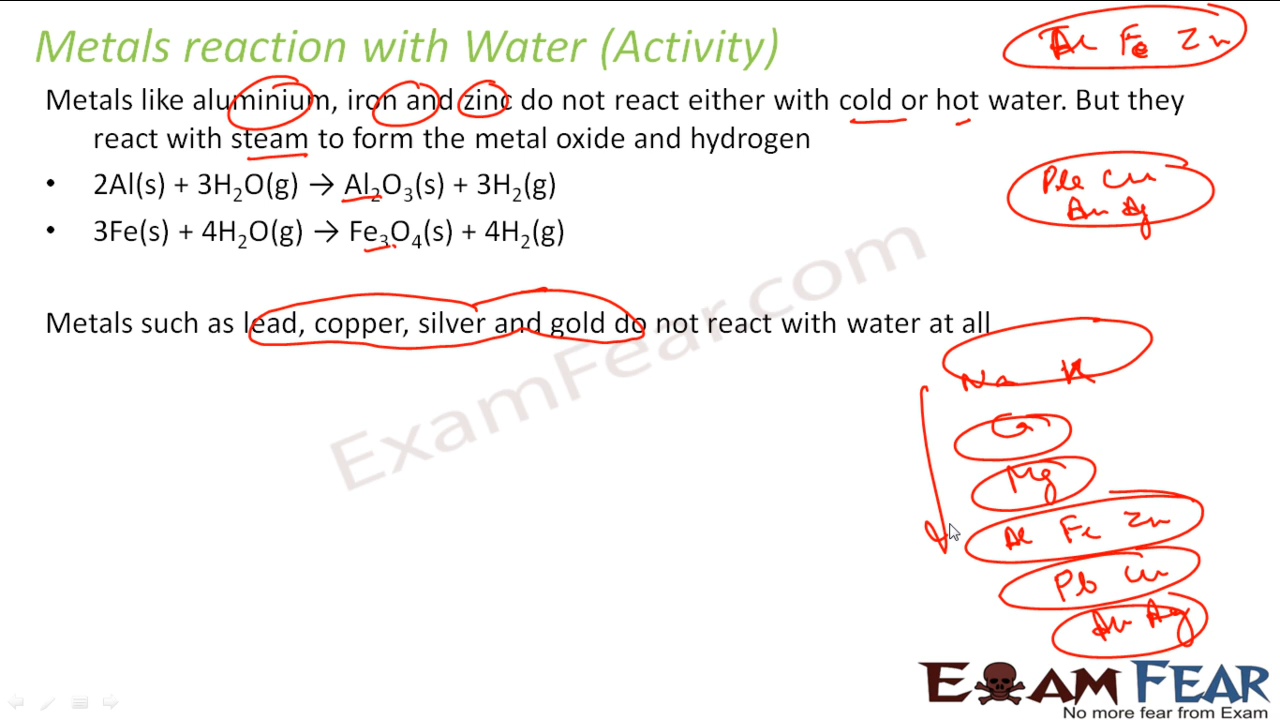 Metals reaction with Water (Activity)
Al Fe Zn
Metals like aluminium, iron and zinc do not react either with cold or hot water. But they
react with steam to form the metal oxide and hydrogen
• 2Al(s) + 3H₂O(g) → Al₂O₃(s) + 3H₂(g)
Cu
Au Ag
• 3Fe(s) + 4H₂O(g) → Fe₃O₄(s) + 4H₂(g)
Metals such as lead, copper, silver and gold do not react with water at all
Na K
Ca
Mg
Al Fe Zn
Pb Cu
Au Ag
ExamFear.com
EXAM FEAR
No more fear from Exam